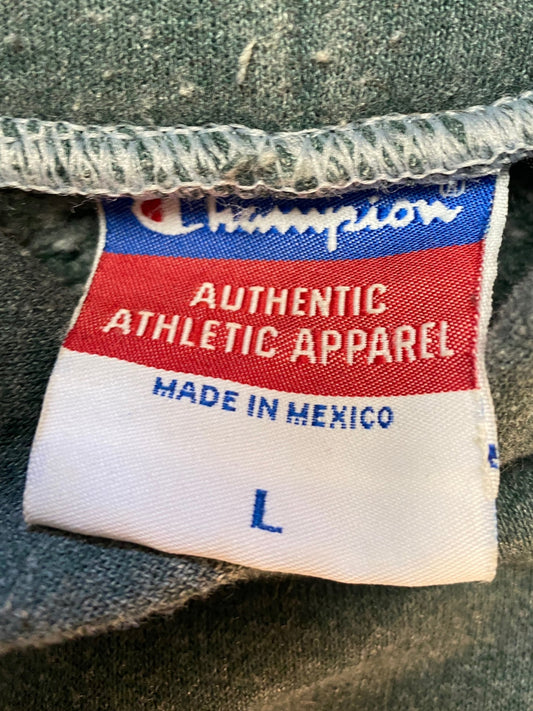 Champion®
AUTHENTIC
ATHLETIC APPAREL
MADE IN MEXICO
L